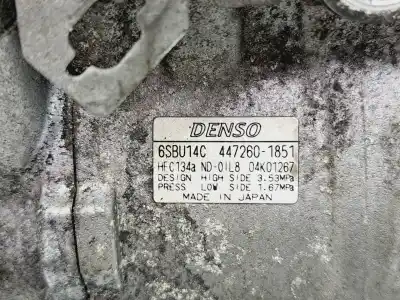 DENSO
6SBU14C 447260-1851
HFC134a ND-OIL8 04K01267
DESIGN HIGH SIDE 3.53MPa
PRESS LOW SIDE 1.67MPa
MADE IN JAPAN